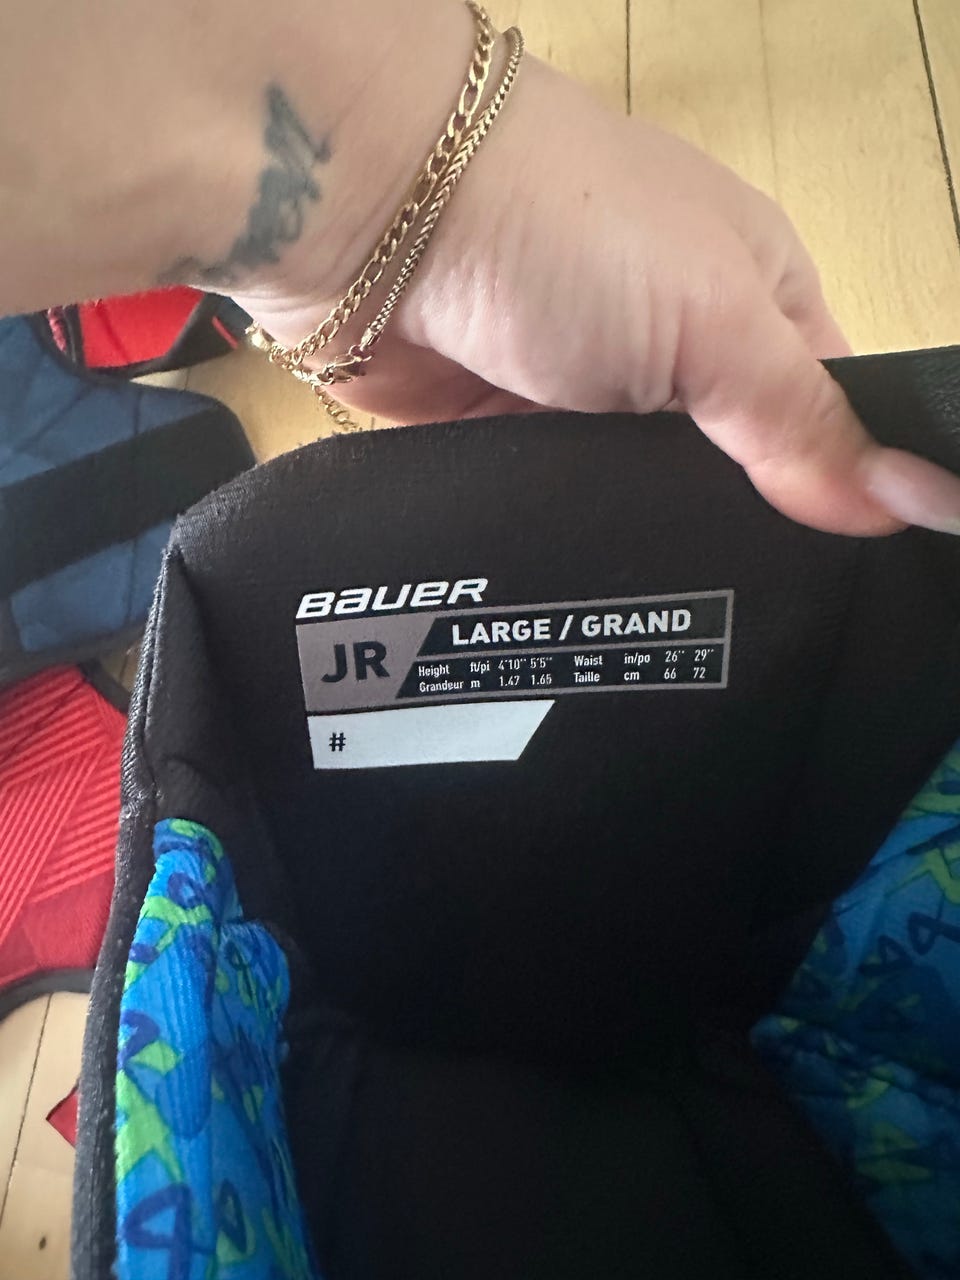 BAUER
JR
LARGE / GRAND
Height ft/pi 4'10'' 5'5'' Waist in/po 26'' 29''
Grandeur m 1.47 1.65 Taille cm 66 72
#